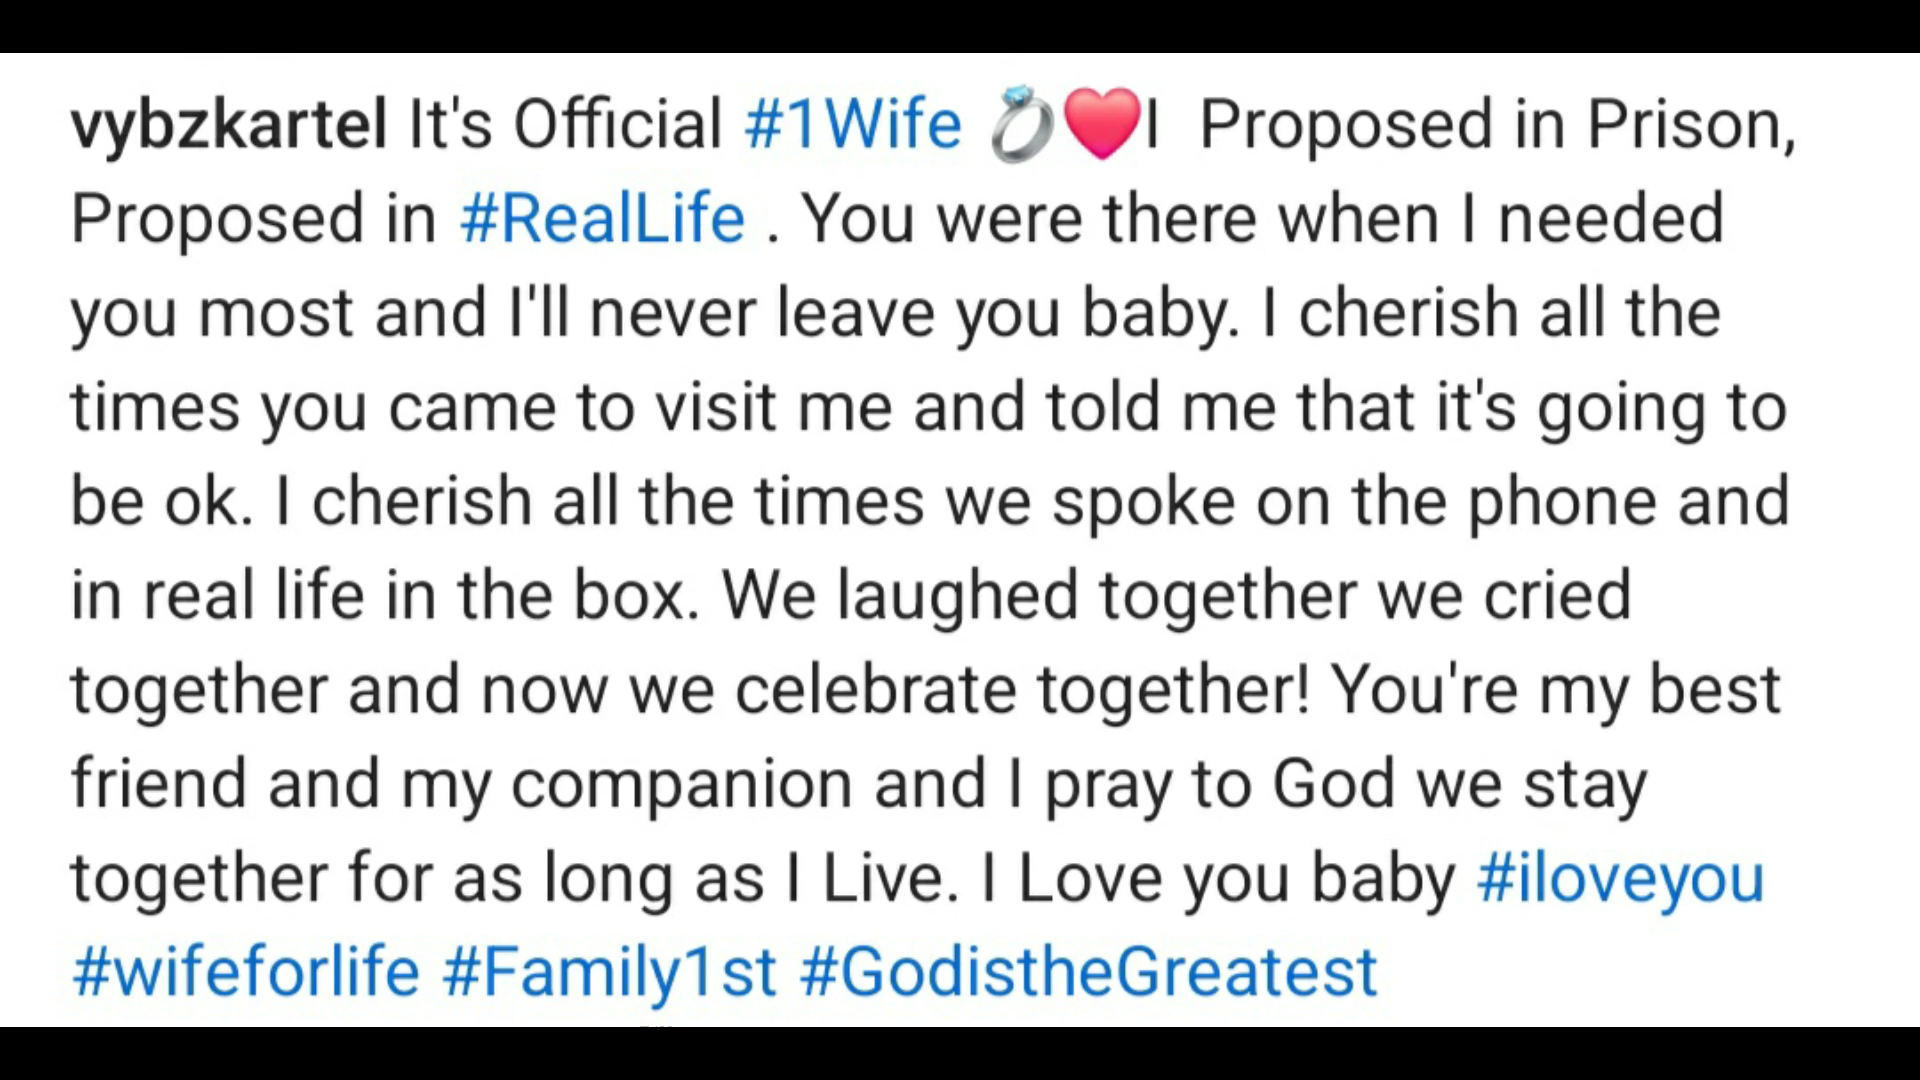 vybzkartel It's Official #1Wife 💍❤️I Proposed in Prison,
Proposed in #RealLife . You were there when I needed
you most and I'll never leave you baby. I cherish all the
times you came to visit me and told me that it's going to
be ok. I cherish all the times we spoke on the phone and
in real life in the box. We laughed together we cried
together and now we celebrate together! You're my best
friend and my companion and I pray to God we stay
together for as long as I Live. I Love you baby #iloveyou
#wifeforlife #Family1st #GodistheGreatest